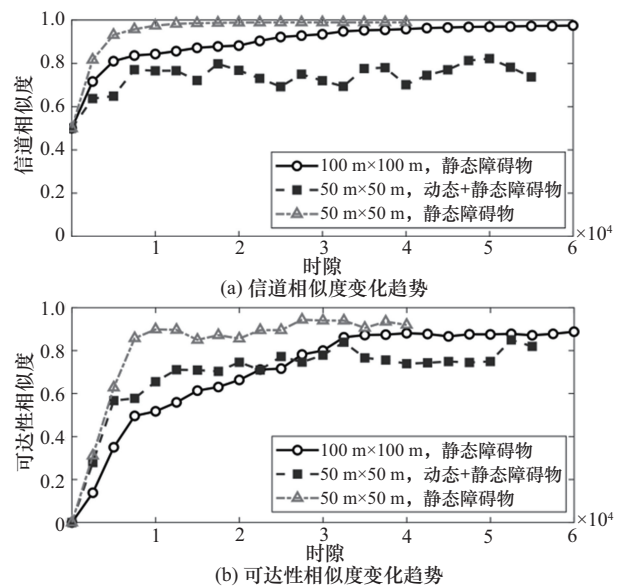 1.0
0.8
0.6
0.4
0.2
0
信道相似度
100 m×100 m，静态障碍物
50 m×50 m，动态+静态障碍物
50 m×50 m，静态障碍物
1 2 3 4 5 6
×10⁴
时隙
(a) 信道相似度变化趋势
1.0
0.8
0.6
0.4
0.2
0
可达性相似度
100 m×100 m，静态障碍物
50 m×50 m，动态+静态障碍物
50 m×50 m，静态障碍物
1 2 3 4 5 6
×10⁴
时隙
(b) 可达性相似度变化趋势